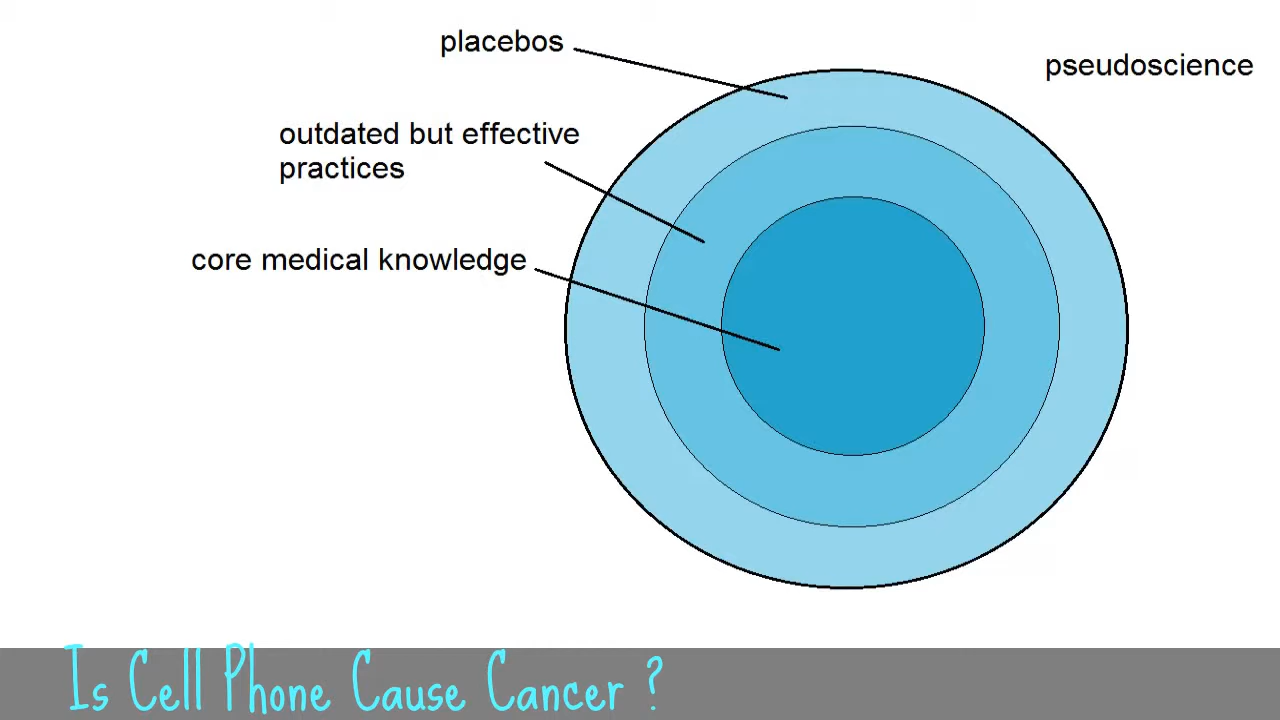 placebos
pseudoscience
outdated but effective
practices
core medical knowledge
Is Cell Phone Cause Cancer ?